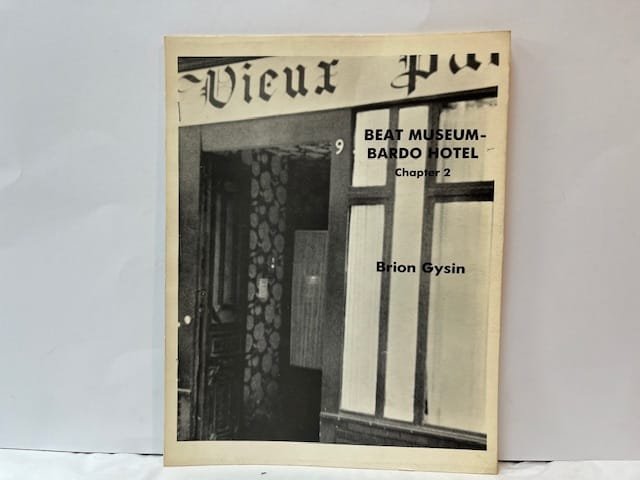 Vieux
9
BEAT MUSEUM-
BARDO HOTEL
Chapter 2
Brion Gysin